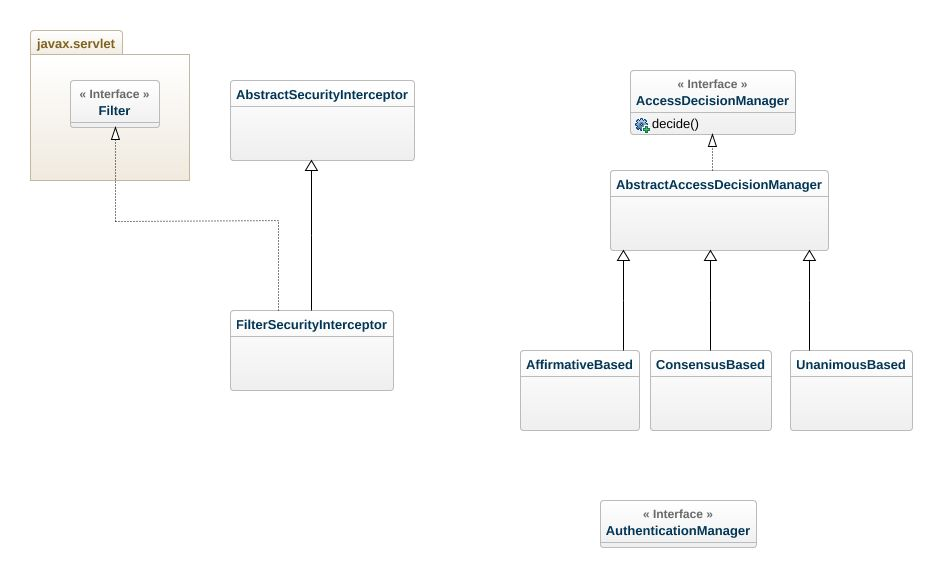 javax.servlet
« Interface »
Filter
AbstractSecurityInterceptor
« Interface »
AccessDecisionManager
decide()
AbstractAccessDecisionManager
FilterSecurityInterceptor
AffirmativeBased
ConsensusBased
UnanimousBased
« Interface »
AuthenticationManager